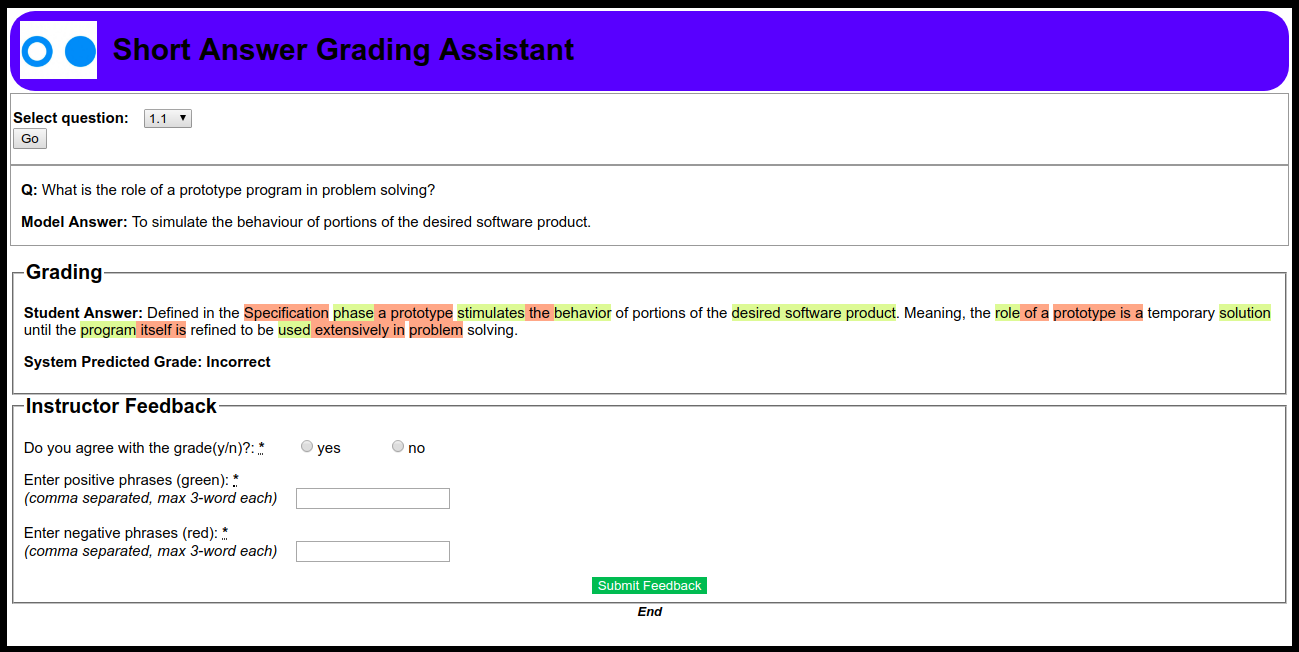 Short Answer Grading Assistant
Select question: 1.1
Go
Q: What is the role of a prototype program in problem solving?
Model Answer: To simulate the behaviour of portions of the desired software product.
Grading
Student Answer: Defined in the Specification phase a prototype stimulates the behavior of portions of the desired software product. Meaning, the role of a prototype is a temporary solution
until the program itself is refined to be used extensively in problem solving.
System Predicted Grade: Incorrect
Instructor Feedback
Do you agree with the grade(y/n)?: * yes no
Enter positive phrases (green): *
(comma separated, max 3-word each)
Enter negative phrases (red): *
(comma separated, max 3-word each)
Submit Feedback
End